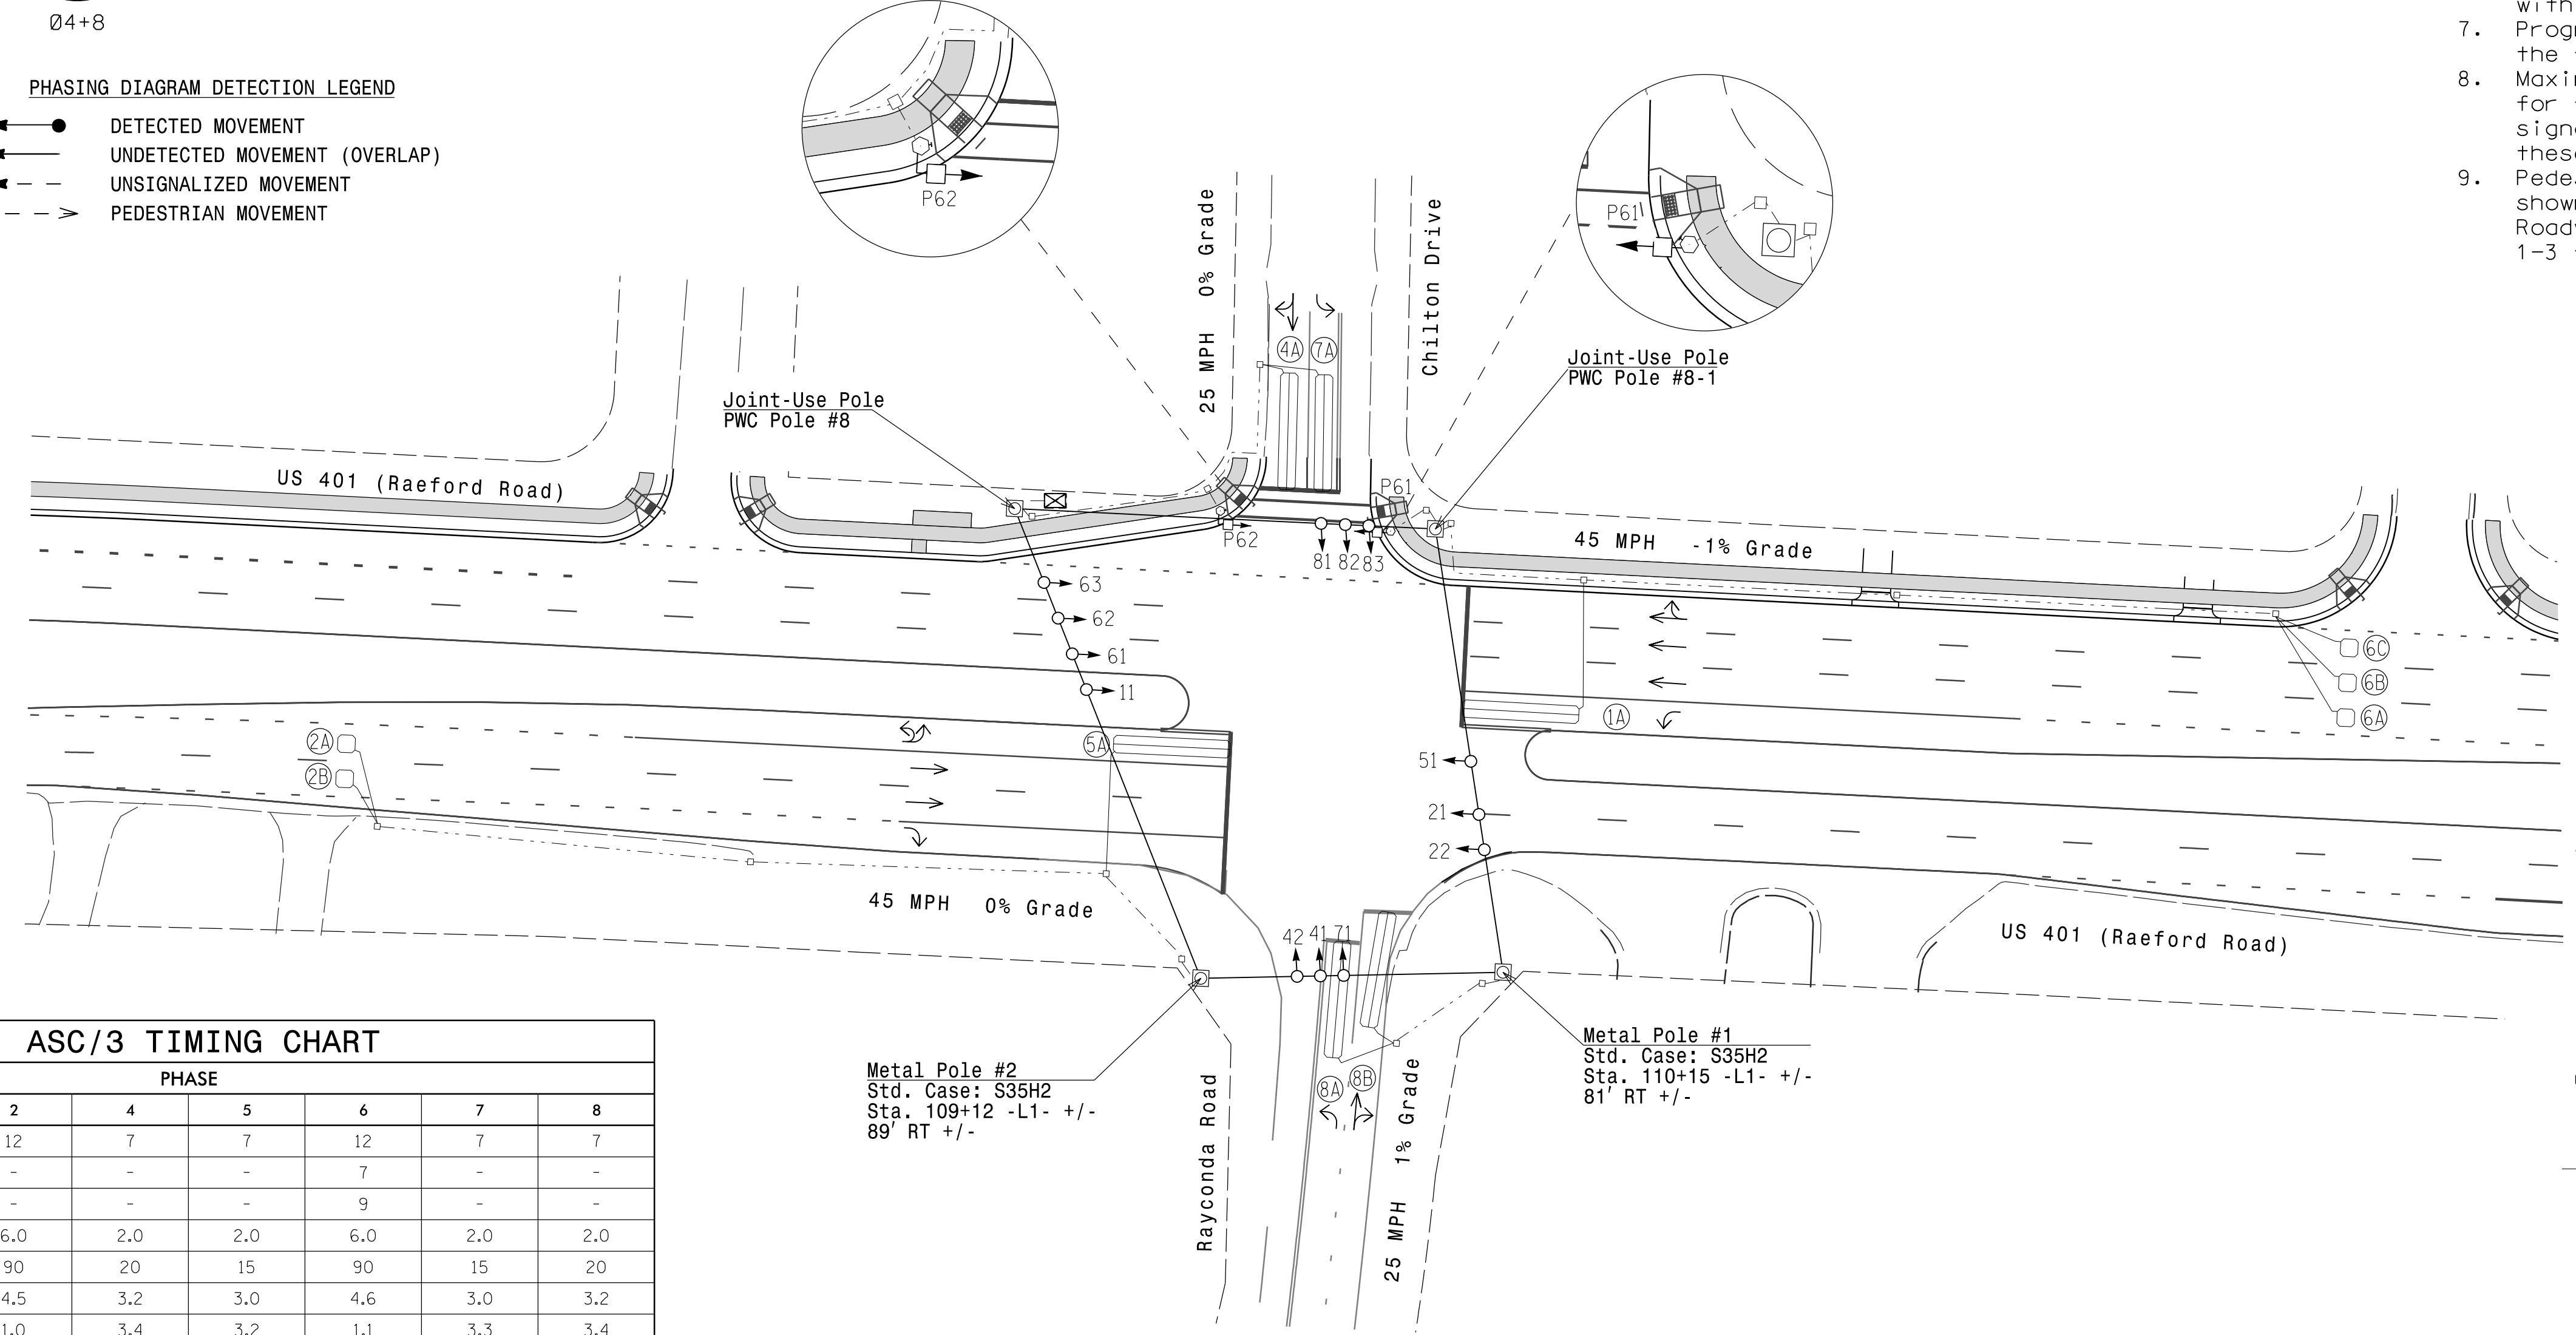 Ø4+8
PHASING DIAGRAM DETECTION LEGEND
DETECTED MOVEMENT
UNDETECTED MOVEMENT (OVERLAP)
UNSIGNALIZED MOVEMENT
PEDESTRIAN MOVEMENT
7.
the
8.
for
these
9.
1-3
P62
P61
25 MPH 0% Grade
Chilton Drive
4A
7A
Joint-Use Pole
PWC Pole #8-1
Joint-Use Pole
PWC Pole #8
US 401 (Raeford Road)
P61
P62
81
82
83
45 MPH -1% Grade
63
62
61
11
6C
6B
6A
1A
2A
2B
5A
51
21
22
45 MPH 0% Grade
US 401 (Raeford Road)
42
41
71
8A
8B
Metal Pole #2
Std. Case: S35H2
Sta. 109+12 -L1- +/-
89' RT +/-
Metal Pole #1
Std. Case: S35H2
Sta. 110+15 -L1- +/-
81' RT +/-
Rayconda Road
25 MPH 1% Grade
ASC/3 TIMING CHART
PHASE
2 4 5 6 7 8
12 7 7 12 7 7
- - - 7 - -
- - - 9 - -
6.0 2.0 2.0 6.0 2.0 2.0
90 20 15 90 15 20
4.5 3.2 3.0 4.6 3.0 3.2
1.0 3.4 3.2 1.1 3.3 3.4